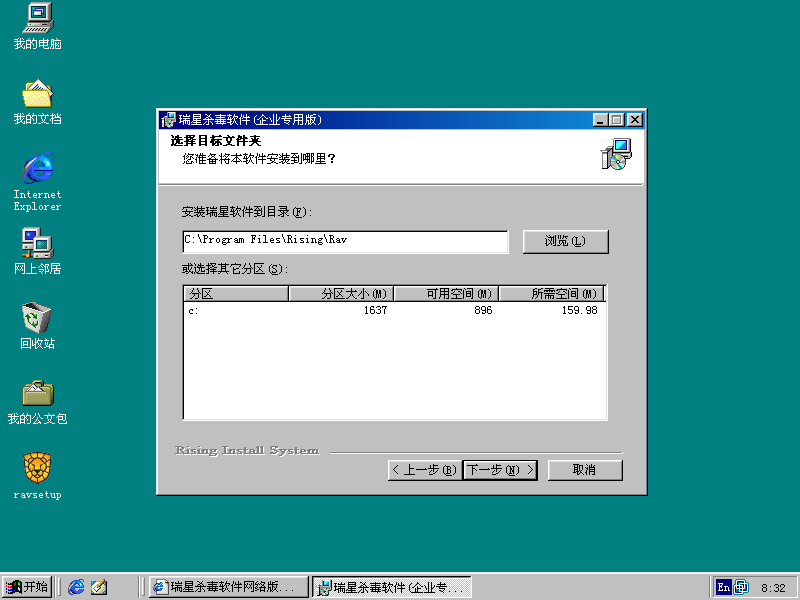 我的电脑
我的文档
Internet
Explorer
网上邻居
回收站
我的公文包
ravsetup
瑞星杀毒软件(企业专用版)
选择目标文件夹
您准备将本软件安装到哪里?
安装瑞星软件到目录(F):
C:\Program Files\Rising\Rav
浏览(L)
或选择其它分区(S):
分区 分区大小(M) 可用空间(M) 所需空间(M)
c: 1637 896 159.98
Rising Install System
< 上一步(B) 下一步(N) > 取消
开始 瑞星杀毒软件网络版... 瑞星杀毒软件(企业专... En 8:32